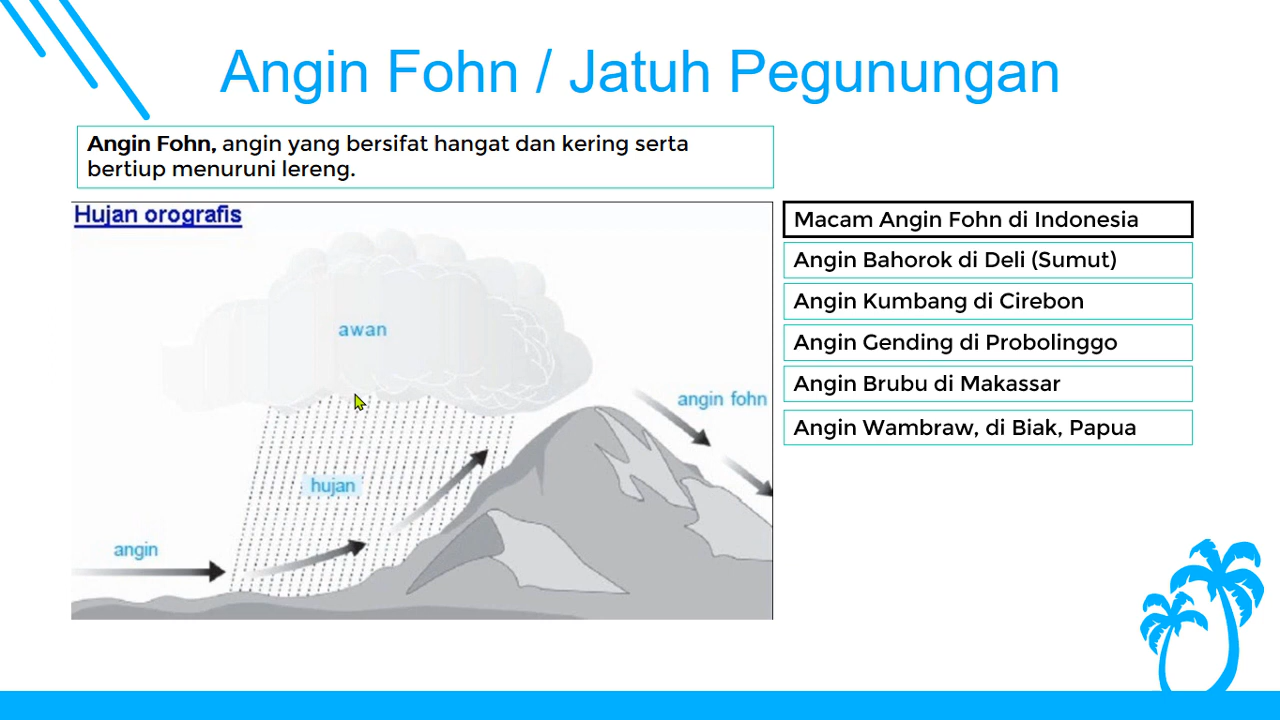 Angin Fohn / Jatuh Pegunungan
Angin Fohn, angin yang bersifat hangat dan kering serta
bertiup menuruni lereng.
Hujan orografis
awan
angin fohn
hujan
angin
Macam Angin Fohn di Indonesia
Angin Bahorok di Deli (Sumut)
Angin Kumbang di Cirebon
Angin Gending di Probolinggo
Angin Brubu di Makassar
Angin Wambraw, di Biak, Papua